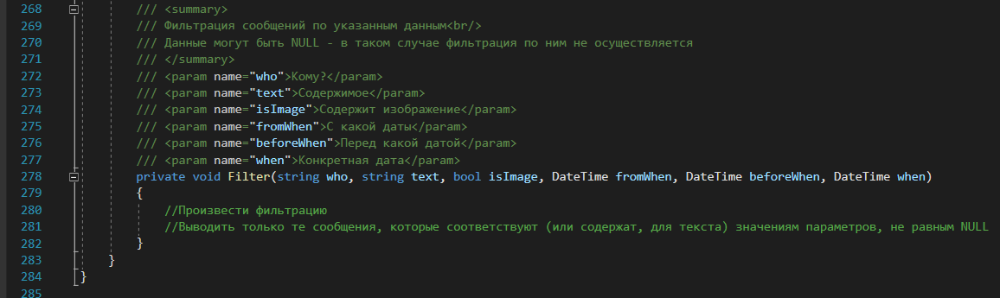 268 /// <summary>
269 /// Фильтрация сообщений по указанным данным<br/>
270 /// Данные могут быть NULL - в таком случае фильтрация по ним не осуществляется
271 /// </summary>
272 /// <param name="who">Кому?</param>
273 /// <param name="text">Содержимое</param>
274 /// <param name="isImage">Содержит изображение</param>
275 /// <param name="fromWhen">С какой даты</param>
276 /// <param name="beforeWhen">Перед какой датой</param>
277 /// <param name="when">Конкретная дата</param>
278 private void Filter(string who, string text, bool isImage, DateTime fromWhen, DateTime beforeWhen, DateTime when)
279 {
280 //Произвести фильтрацию
281 //Выводить только те сообщения, которые соответствуют (или содержат, для текста) значениям параметров, не равным NULL
282 }
283 }
284 }
285